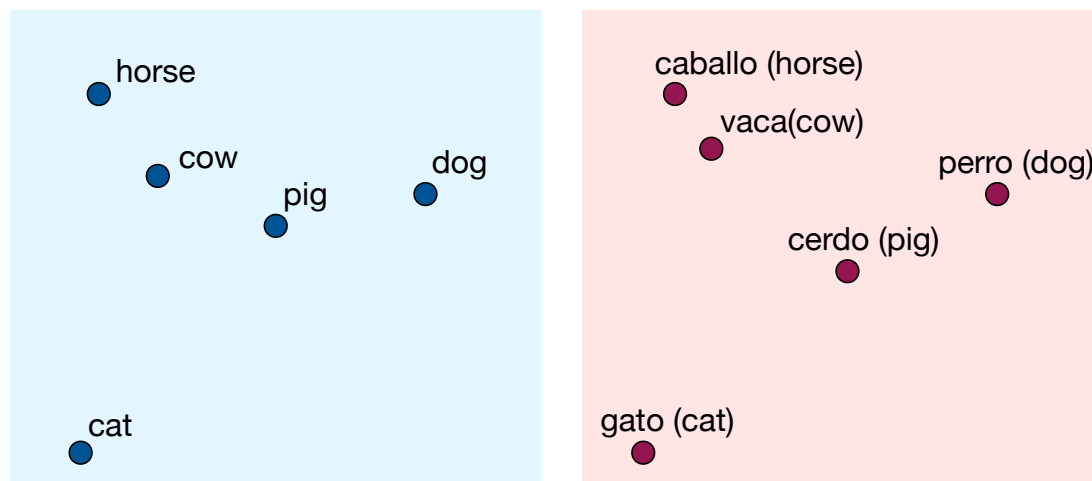 horse
cow
pig
dog
cat
caballo (horse)
vaca(cow)
perro (dog)
cerdo (pig)
gato (cat)